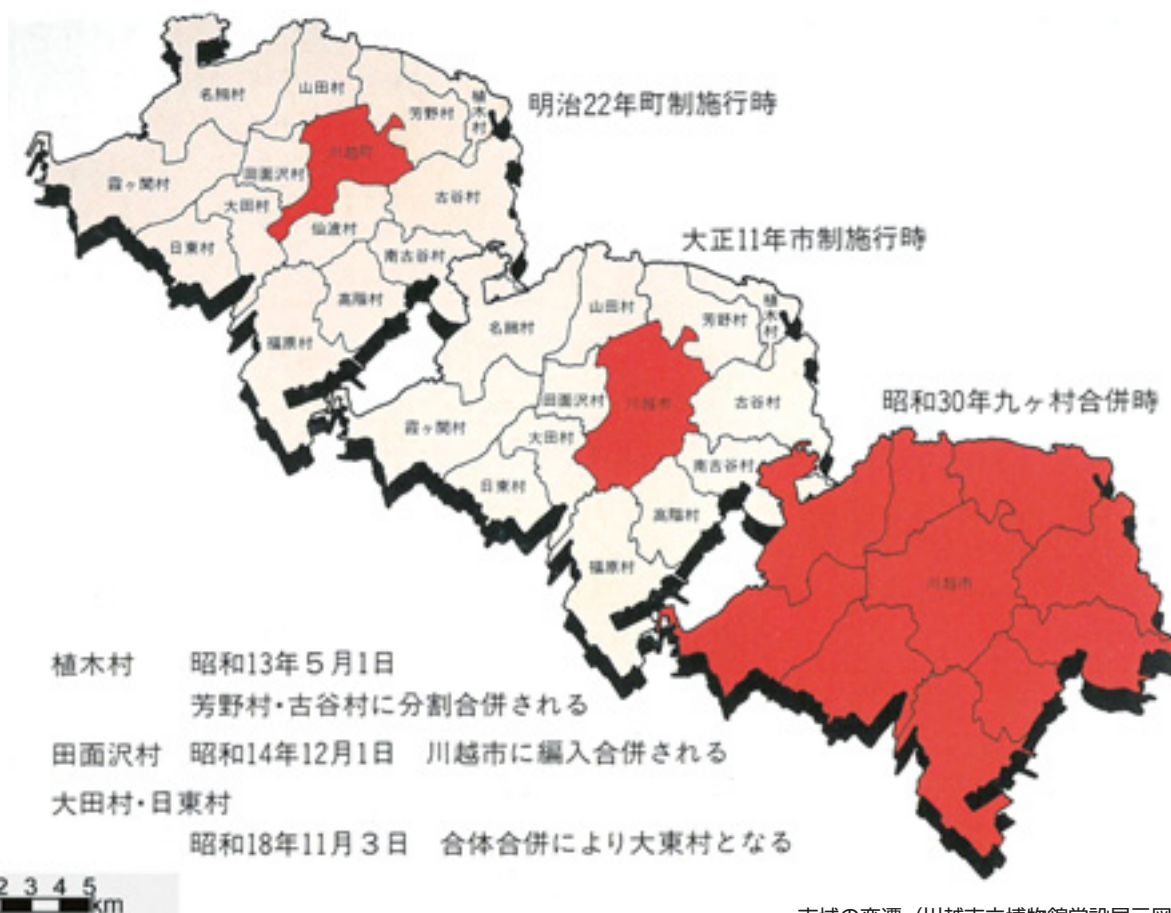 明治22年町制施行時
名細村
山田村
芳野村
植木村
川越町
霞ヶ関村
田面沢村
大田村
古谷村
仙波村
日東村
南古谷村
高階村
福原村
大正11年市制施行時
名細村
山田村
芳野村
植木村
田面沢村
川越市
古谷村
霞ヶ関村
大田村
南古谷村
日東村
高階村
福原村
昭和30年九ヶ村合併時
川越市
植木村 昭和13年5月1日
芳野村・古谷村に分割合併される
田面沢村 昭和14年12月1日 川越市に編入合併される
大田村・日東村
昭和18年11月3日 合体合併により大東村となる
2 3 4 5
km